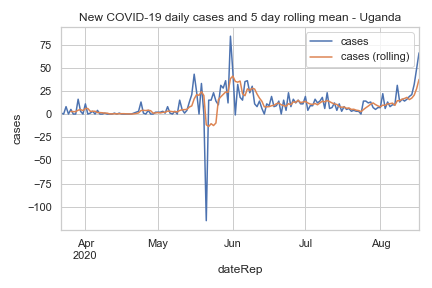 New COVID-19 daily cases and 5 day rolling mean - Uganda
cases
cases (rolling)
75
50
25
0
−25
−50
−75
−100
cases
Apr
2020
May
Jun
Jul
Aug
dateRep